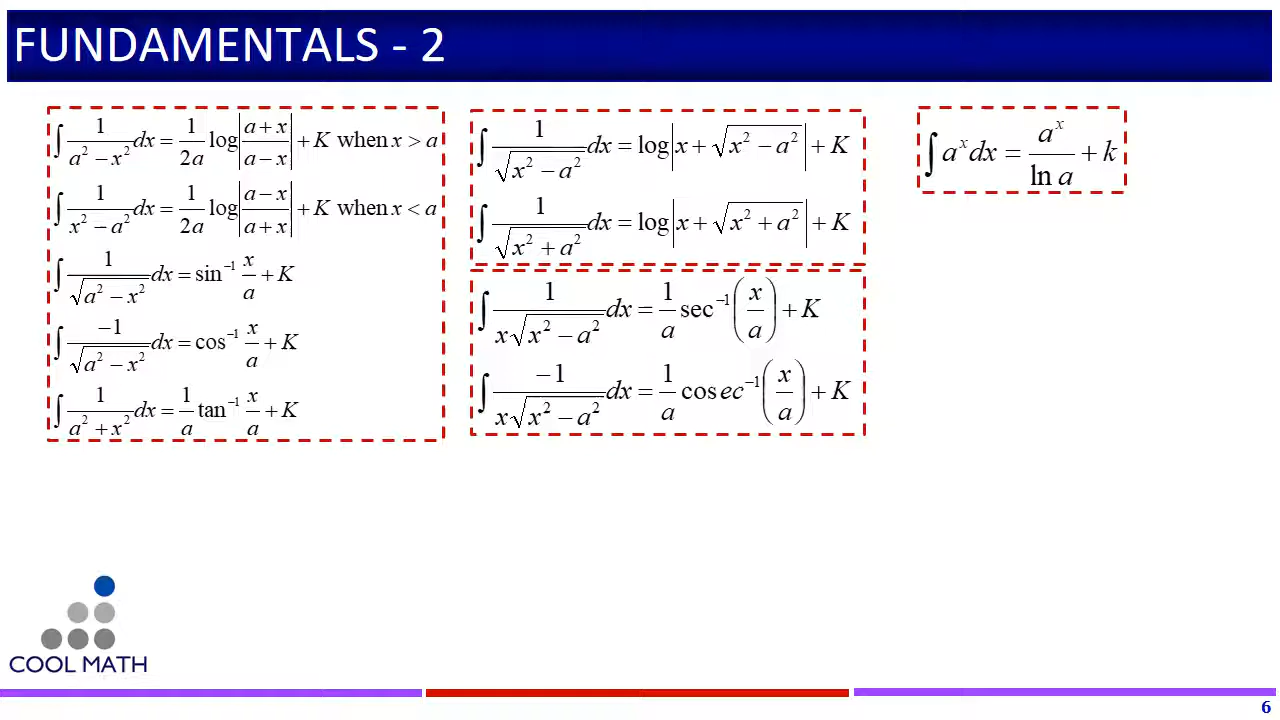 FUNDAMENTALS - 2
∫ 1/(a² − x²) dx = 1/(2a) log|(a + x)/(a − x)| + K when x > a
∫ 1/(x² − a²) dx = 1/(2a) log|(a − x)/(a + x)| + K when x < a
∫ 1/√(a² − x²) dx = sin⁻¹ x/a + K
∫ −1/√(a² − x²) dx = cos⁻¹ x/a + K
∫ 1/(a² + x²) dx = 1/a tan⁻¹ x/a + K
∫ 1/√(x² − a²) dx = log|x + √(x² − a²)| + K
∫ 1/√(x² + a²) dx = log|x + √(x² + a²)| + K
∫ 1/(x√(x² − a²)) dx = 1/a sec⁻¹(x/a) + K
∫ −1/(x√(x² − a²)) dx = 1/a cosec⁻¹(x/a) + K
∫ aˣ dx = aˣ/ln a + k
COOL MATH
6